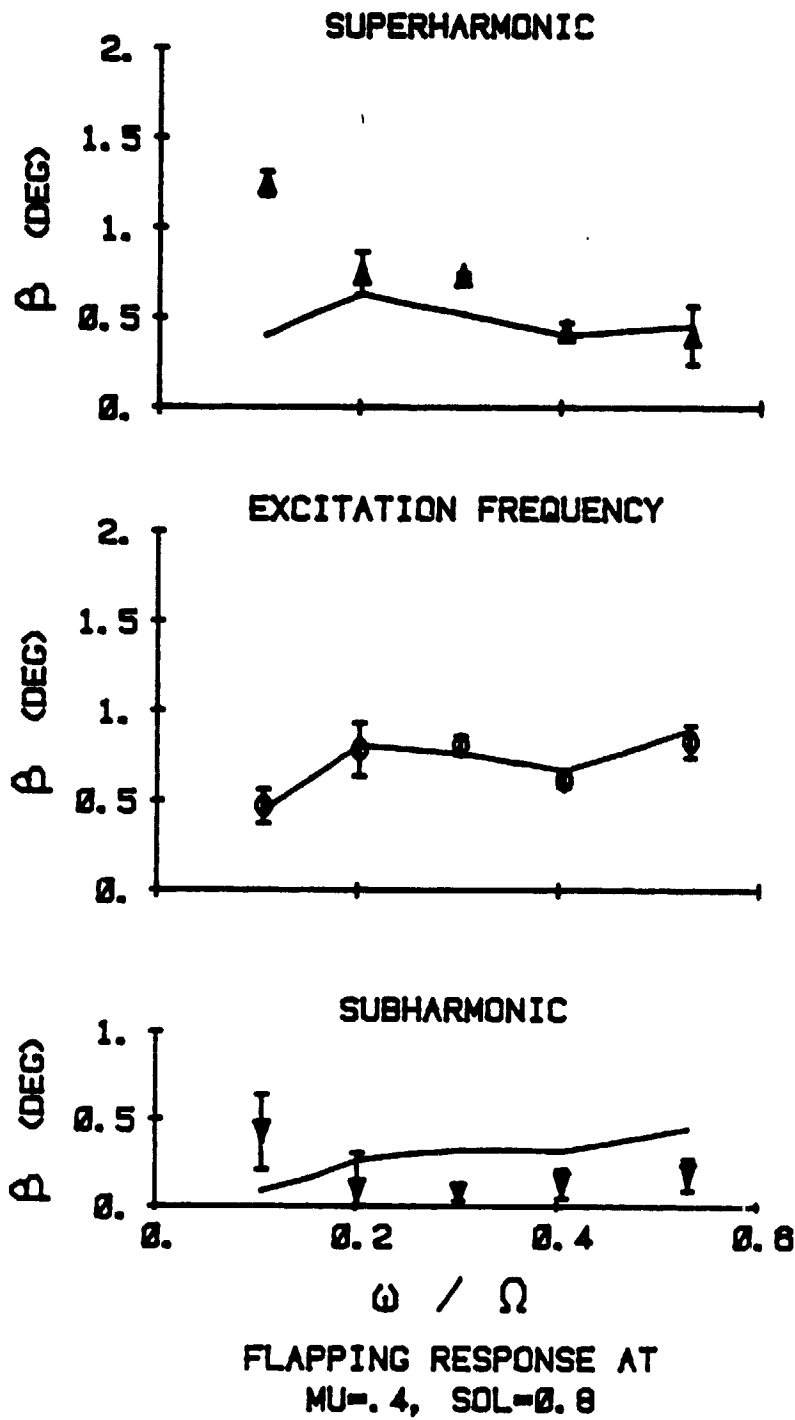 SUPERHARMONIC
2.
1.5
1.
0.5
0.
β (DEG)
EXCITATION FREQUENCY
2.
1.5
1.
0.5
0.
β (DEG)
SUBHARMONIC
1.
0.5
0.
β (DEG)
0. 0.2 0.4 0.6
ω / Ω
FLAPPING RESPONSE AT
MU=.4, SOL=0.8